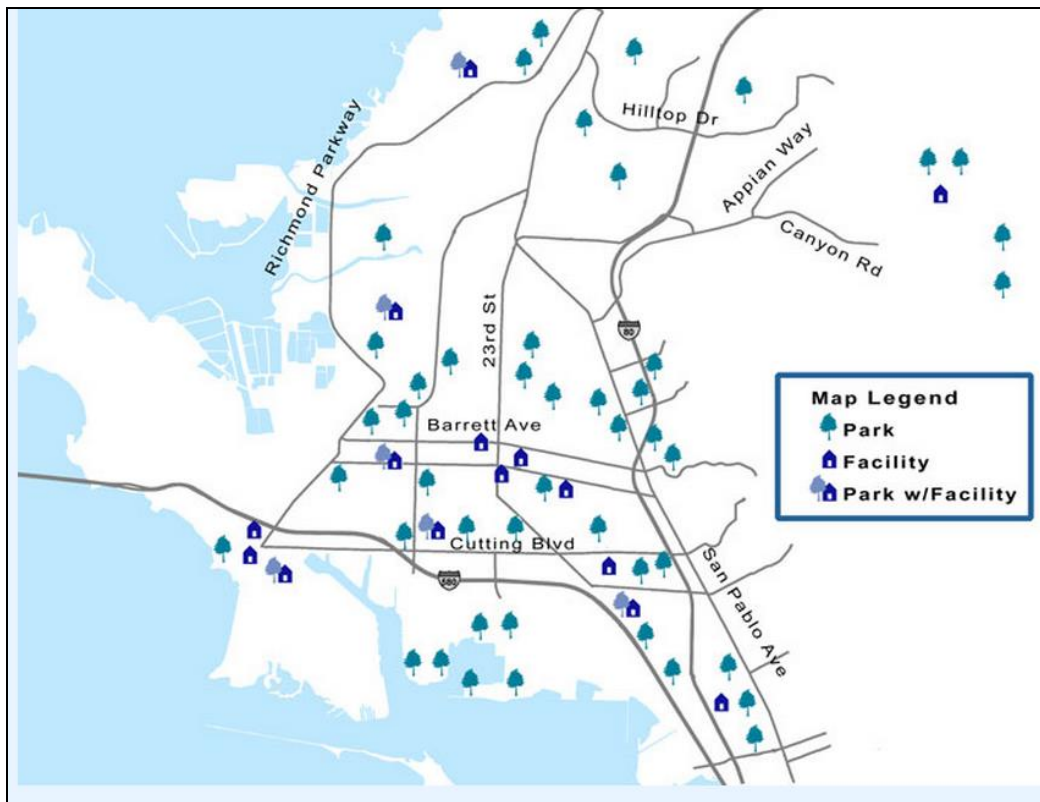 Richmond Parkway
Hilltop Dr
Appian Way
Canyon Rd
23rd St
80
Map Legend
Park
Facility
Park w/Facility
Barrett Ave
Cutting Blvd
580
San Pablo Ave